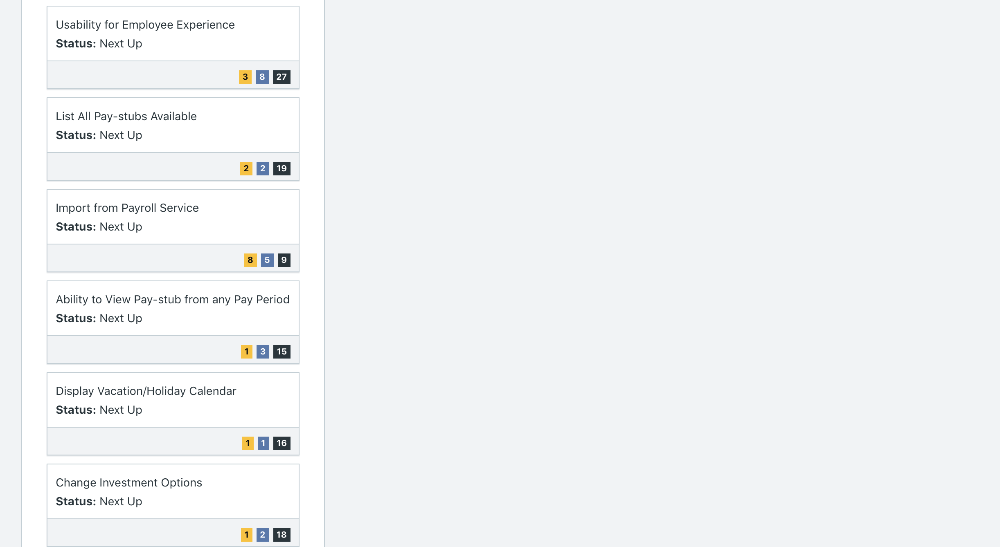 Usability for Employee Experience
Status: Next Up
3 8 27
List All Pay-stubs Available
Status: Next Up
2 2 19
Import from Payroll Service
Status: Next Up
8 5 9
Ability to View Pay-stub from any Pay Period
Status: Next Up
1 3 15
Display Vacation/Holiday Calendar
Status: Next Up
1 1 16
Change Investment Options
Status: Next Up
1 2 18